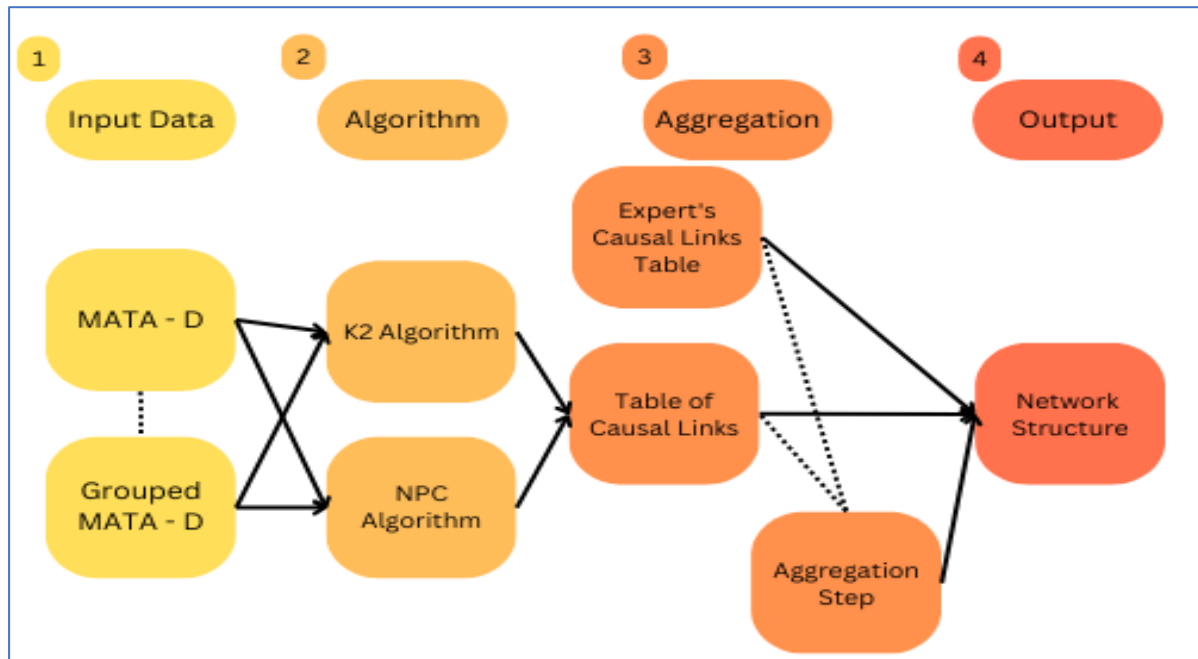 1
2
3
4
Input Data
Algorithm
Aggregation
Output
Expert's
Causal Links
Table
MATA - D
K2 Algorithm
Table of
Causal Links
Network
Structure
Grouped
MATA - D
NPC
Algorithm
Aggregation
Step